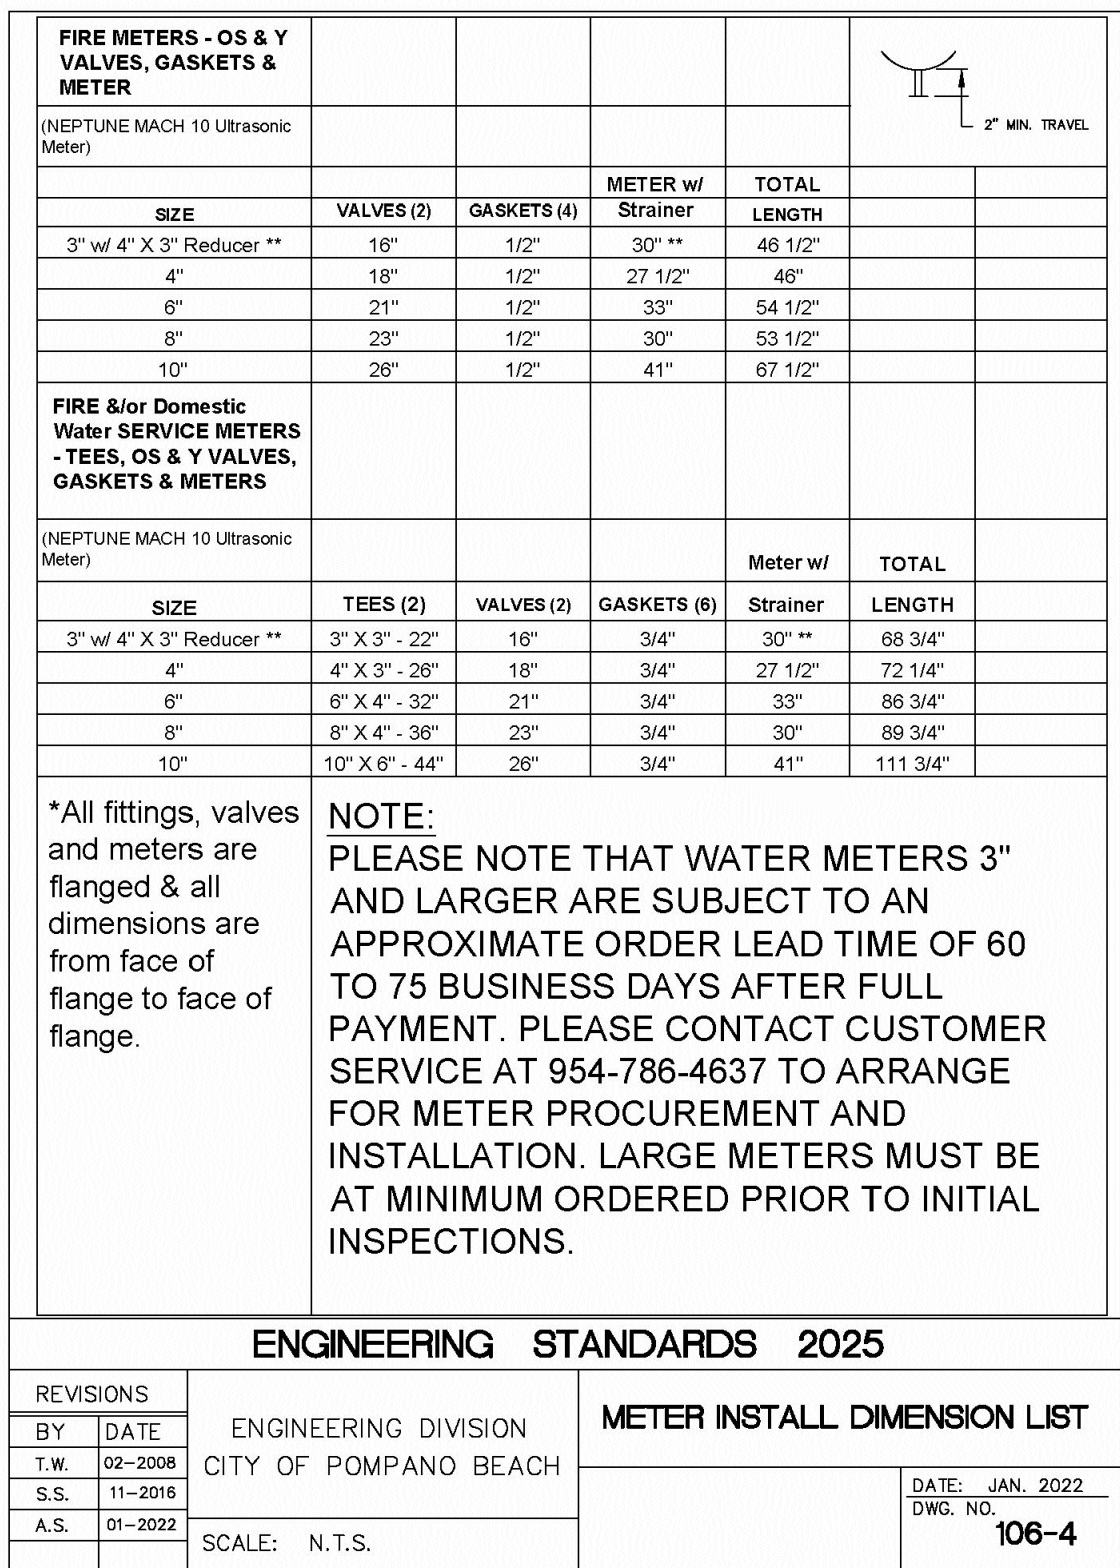 FIRE METERS - OS & Y
VALVES, GASKETS &
METER
2" MIN. TRAVEL
(NEPTUNE MACH 10 Ultrasonic
Meter)
METER w/ TOTAL
SIZE VALVES (2) GASKETS (4) Strainer LENGTH
3" w/ 4" X 3" Reducer ** 16" 1/2" 30" ** 46 1/2"
4" 18" 1/2" 27 1/2" 46"
6" 21" 1/2" 33" 54 1/2"
8" 23" 1/2" 30" 53 1/2"
10" 26" 1/2" 41" 67 1/2"
FIRE &/or Domestic
Water SERVICE METERS
- TEES, OS & Y VALVES,
GASKETS & METERS
(NEPTUNE MACH 10 Ultrasonic
Meter)
Meter w/ TOTAL
SIZE TEES (2) VALVES (2) GASKETS (6) Strainer LENGTH
3" w/ 4" X 3" Reducer ** 3" X 3" - 22" 16" 3/4" 30" ** 68 3/4"
4" 4" X 3" - 26" 18" 3/4" 27 1/2" 72 1/4"
6" 6" X 4" - 32" 21" 3/4" 33" 86 3/4"
8" 8" X 4" - 36" 23" 3/4" 30" 89 3/4"
10" 10" X 6" - 44" 26" 3/4" 41" 111 3/4"
*All fittings, valves
and meters are
flanged & all
dimensions are
from face of
flange to face of
flange.
NOTE:
PLEASE NOTE THAT WATER METERS 3"
AND LARGER ARE SUBJECT TO AN
APPROXIMATE ORDER LEAD TIME OF 60
TO 75 BUSINESS DAYS AFTER FULL
PAYMENT. PLEASE CONTACT CUSTOMER
SERVICE AT 954-786-4637 TO ARRANGE
FOR METER PROCUREMENT AND
INSTALLATION. LARGE METERS MUST BE
AT MINIMUM ORDERED PRIOR TO INITIAL
INSPECTIONS.
ENGINEERING STANDARDS 2025
REVISIONS
BY DATE
T.W. 02-2008
S.S. 11-2016
A.S. 01-2022
ENGINEERING DIVISION
CITY OF POMPANO BEACH
SCALE: N.T.S.
METER INSTALL DIMENSION LIST
DATE: JAN. 2022
DWG. NO.
106-4